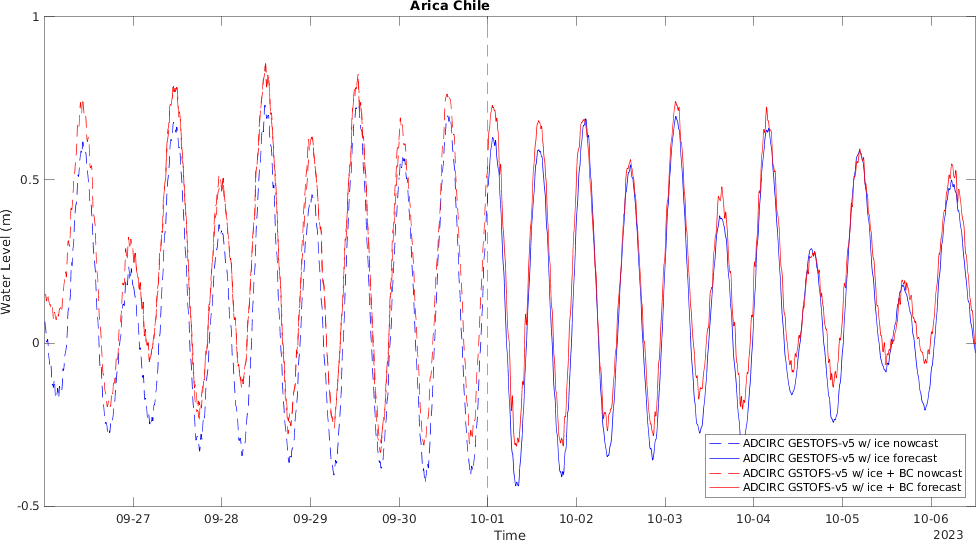 Arica Chile
1
0.5
0
-0.5
Water Level (m)
09-27 09-28 09-29 09-30 10-01 10-02 10-03 10-04 10-05 10-06
Time
2023
ADCIRC GESTOFS-v5 w/ ice nowcast
ADCIRC GESTOFS-v5 w/ ice forecast
ADCIRC GSTOFS-v5 w/ ice + BC nowcast
ADCIRC GSTOFS-v5 w/ ice + BC forecast